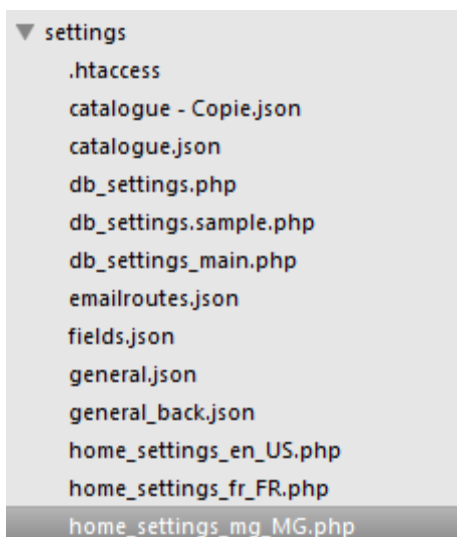 settings
.htaccess
catalogue - Copie.json
catalogue.json
db_settings.php
db_settings.sample.php
db_settings_main.php
emailroutes.json
fields.json
general.json
general_back.json
home_settings_en_US.php
home_settings_fr_FR.php
home_settings_mg_MG.php